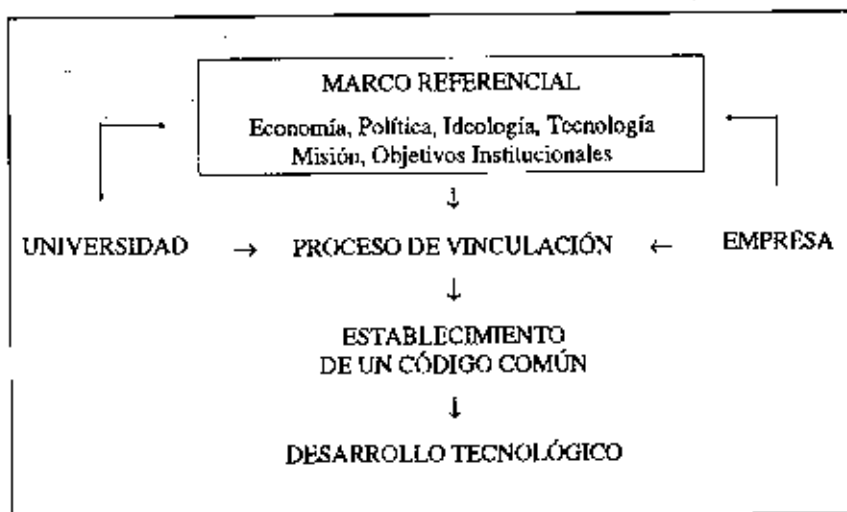 MARCO REFERENCIAL
Economía, Política, Ideología, Tecnología
Misión, Objetivos Institucionales
UNIVERSIDAD → PROCESO DE VINCULACIÓN ← EMPRESA
ESTABLECIMIENTO
DE UN CÓDIGO COMÚN
DESARROLLO TECNOLÓGICO